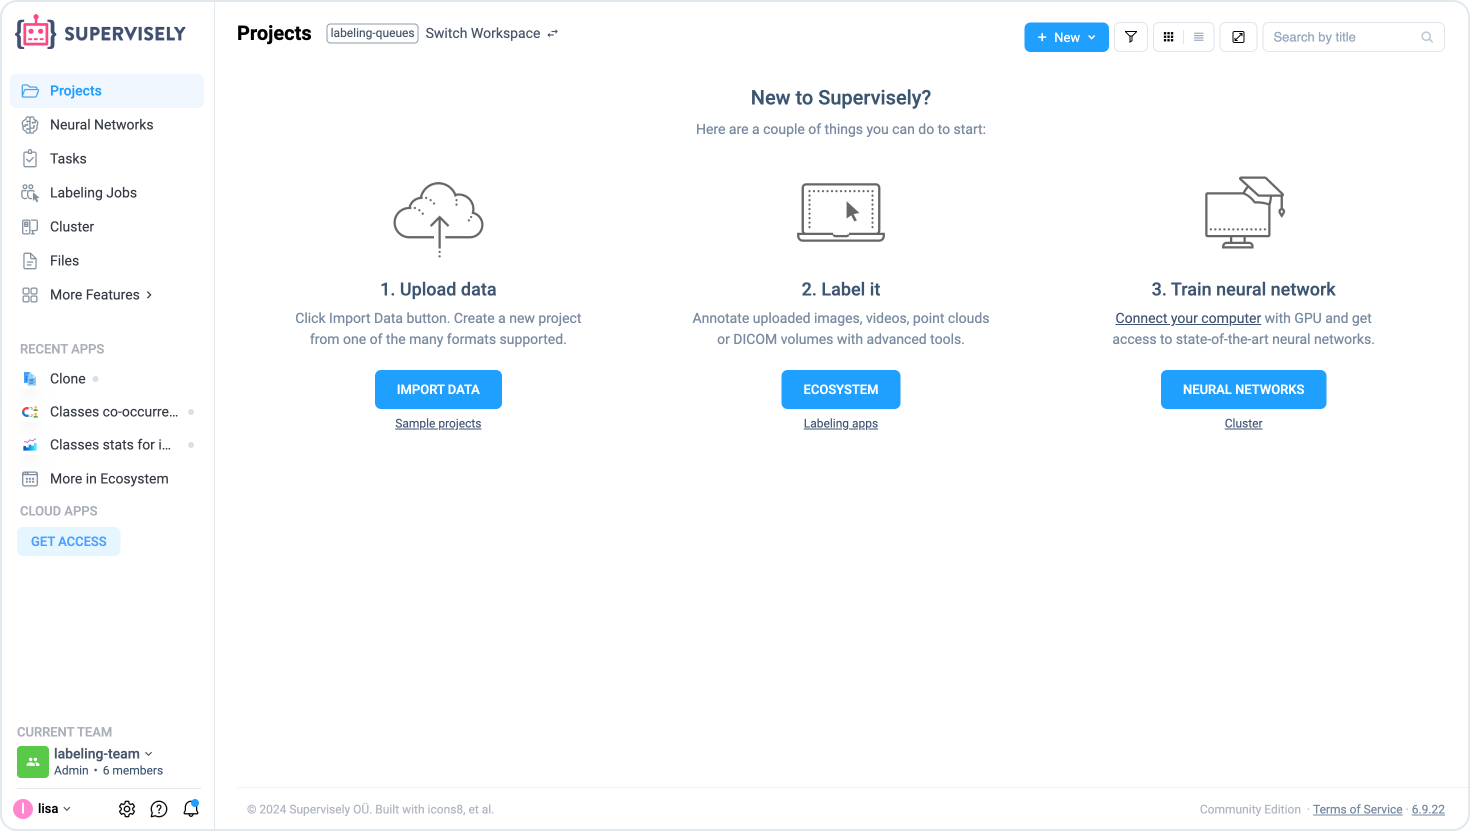 SUPERVISELY
Projects
Neural Networks
Tasks
Labeling Jobs
Cluster
Files
More Features
RECENT APPS
Clone
Classes co-occurre...
Classes stats for i...
More in Ecosystem
CLOUD APPS
GET ACCESS
CURRENT TEAM
labeling-team
Admin • 6 members
l lisa
Projects labeling-queues Switch Workspace
+ New
Search by title
New to Supervisely?
Here are a couple of things you can do to start:
1. Upload data
Click Import Data button. Create a new project
from one of the many formats supported.
IMPORT DATA
Sample projects
2. Label it
Annotate uploaded images, videos, point clouds
or DICOM volumes with advanced tools.
ECOSYSTEM
Labeling apps
3. Train neural network
Connect your computer with GPU and get
access to state-of-the-art neural networks.
NEURAL NETWORKS
Cluster
© 2024 Supervisely OÜ. Built with icons8, et al.
Community Edition · Terms of Service · 6.9.22